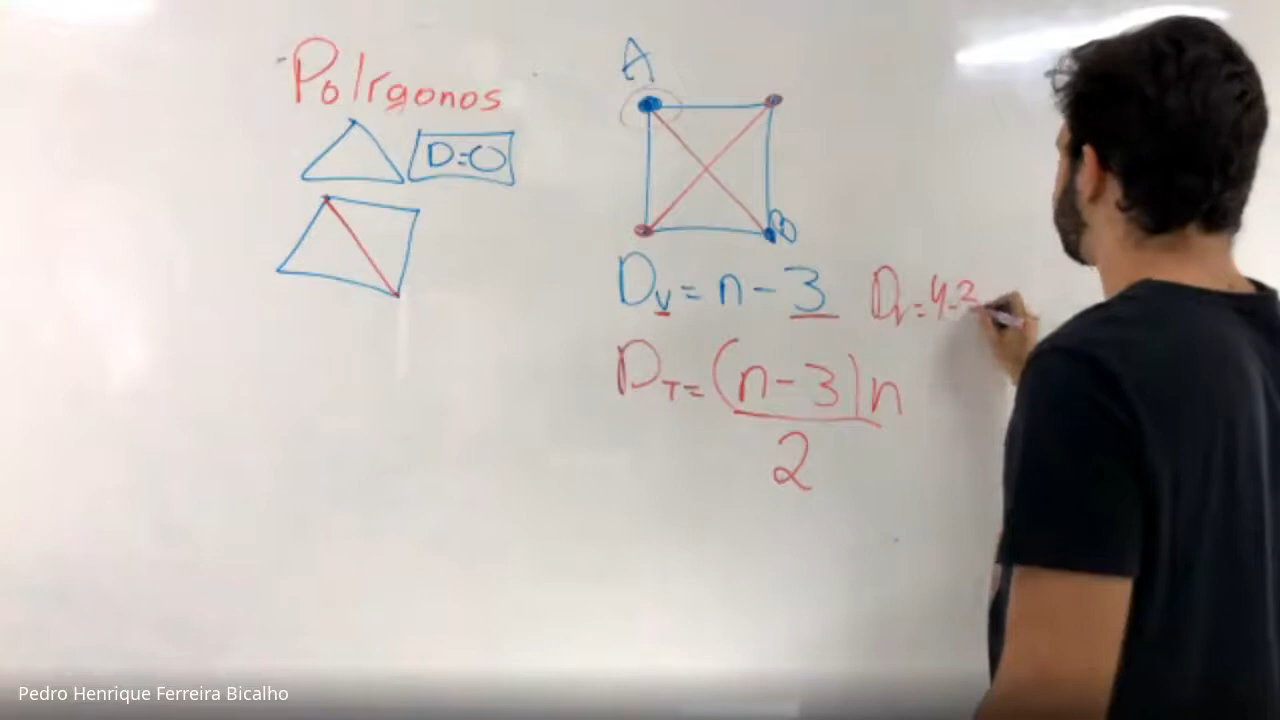 Polígonos
D=0
A
B
Dv = n - 3
Dv = 4-3
DT = (n - 3)n
2
Pedro Henrique Ferreira Bicalho